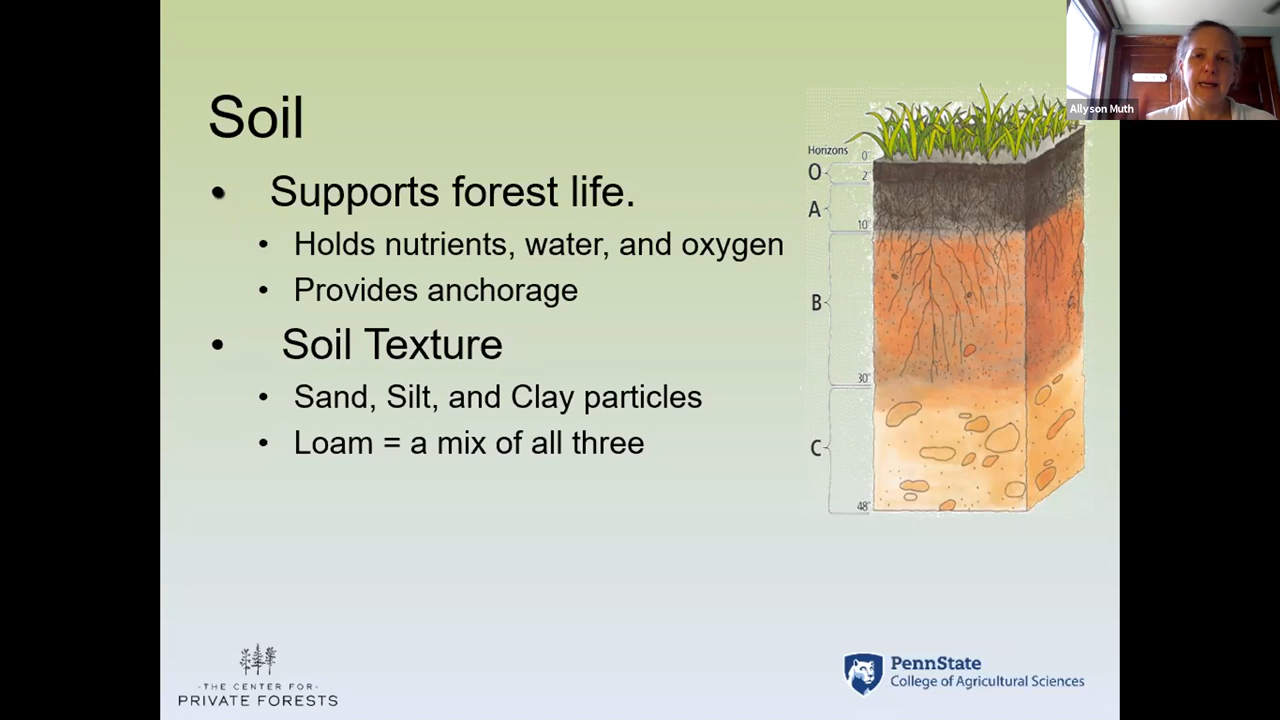 Soil
• Supports forest life.
• Holds nutrients, water, and oxygen
• Provides anchorage
• Soil Texture
• Sand, Silt, and Clay particles
• Loam = a mix of all three
Horizons
0"
O
2"
A
10"
B
30"
C
48"
Allyson Muth
- THE CENTER FOR -
PRIVATE FORESTS
PennState
College of Agricultural Sciences